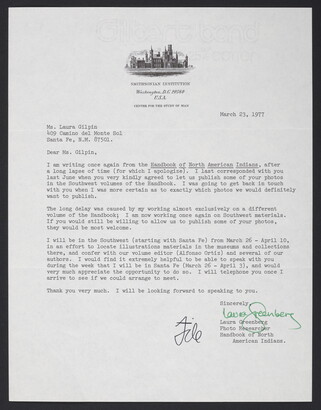 SMITHSONIAN INSTITUTION
Washington, D.C. 20560
U.S.A.
CENTER FOR THE STUDY OF MAN
March 23, 1977
Ms. Laura Gilpin
409 Camino del Monte Sol
Santa Fe, N.M. 87501.
Dear Ms. Gilpin,
I am writing once again from the Handbook of North American Indians, after
a long lapse of time (for which I apologize). I last corresponded with you
last June when you very kindly agreed to let us publish some of your photos
in the Southwest volumes of the Handbook. I was going to get back in touch
with you when I was more certain as to exactly which photos we would definitely
want to publish.
The long delay was caused by my working almost exclusively on a different
volume of the Handbook; I am now working once again on Southwest materials.
If you would still be willing to allow us to publish some of your photos,
they would be most welcome.
I will be in the Southwest (starting with Santa Fe) from March 26 - April 18,
in an effort to locate illustrations materials in the museums and collections
there, and confer with our volume editor (Alfonso Ortiz) and several of our
authors. I would find it extremely helpful to be able to speak with you
during the week that I will be in Santa Fe (March 26 - April 3), and would
very much appreciate the opportunity to do so. I will telephone you once I
arrive to see if we could arrange to meet.
Thank you very much. I will be looking forward to speaking to you.
Sincerely,
Laura Greenberg
Laura Greenberg
Photo Researcher
Handbook of North
American Indians.
File